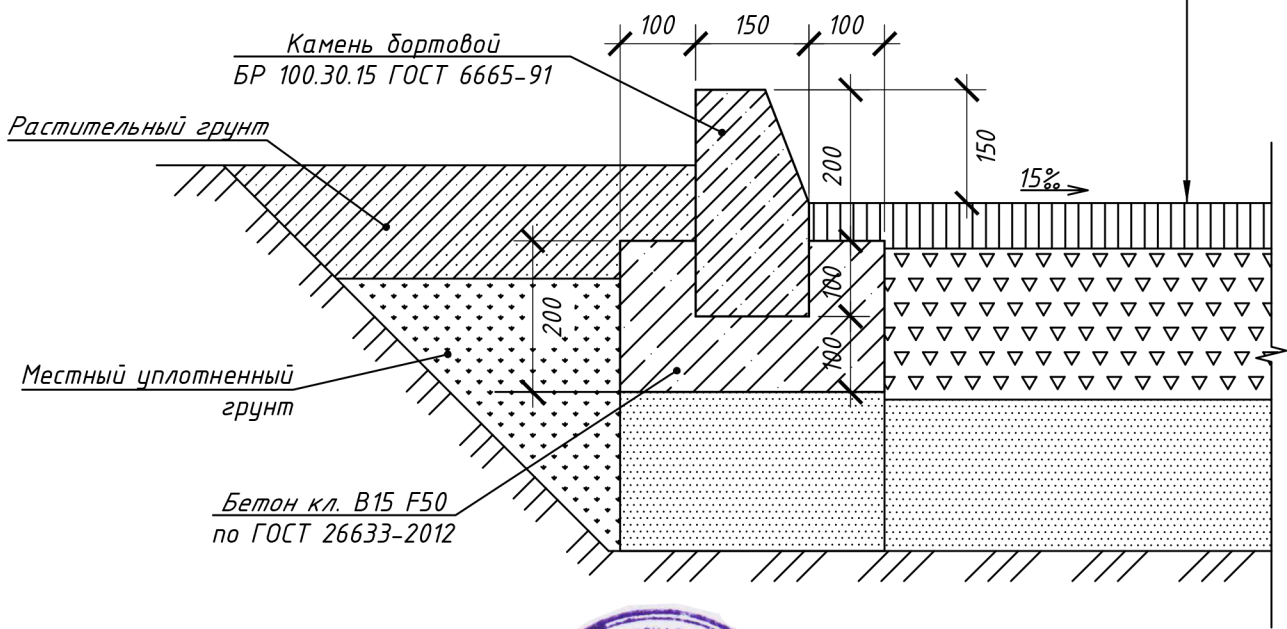 100
150
100
Камень бортовой
БР 100.30.15 ГОСТ 6665-91
Растительный грунт
200
150
15‰
200
100
100
Местный уплотненный
грунт
Бетон кл. В15 F50
по ГОСТ 26633-2012